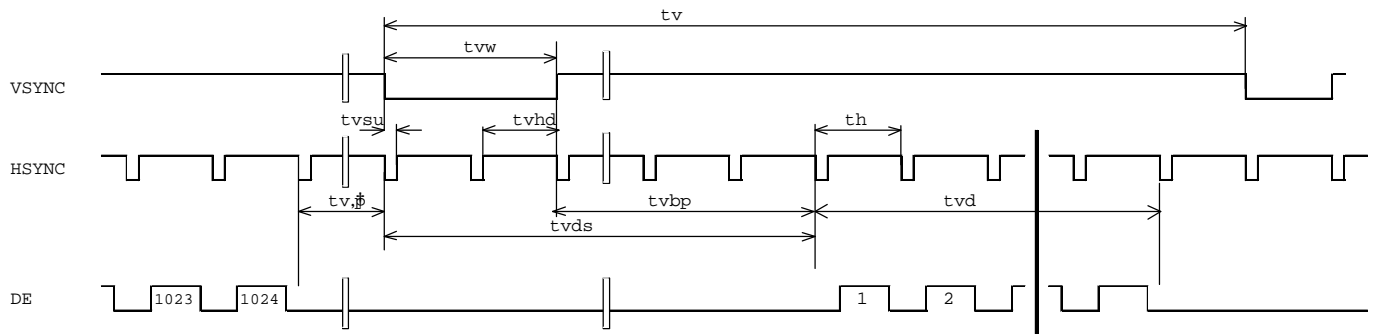 tv
tvw
VSYNC
tvsu
tvhd
th
HSYNC
tvbp
tvd
tvds
DE
1023
1024
1
2